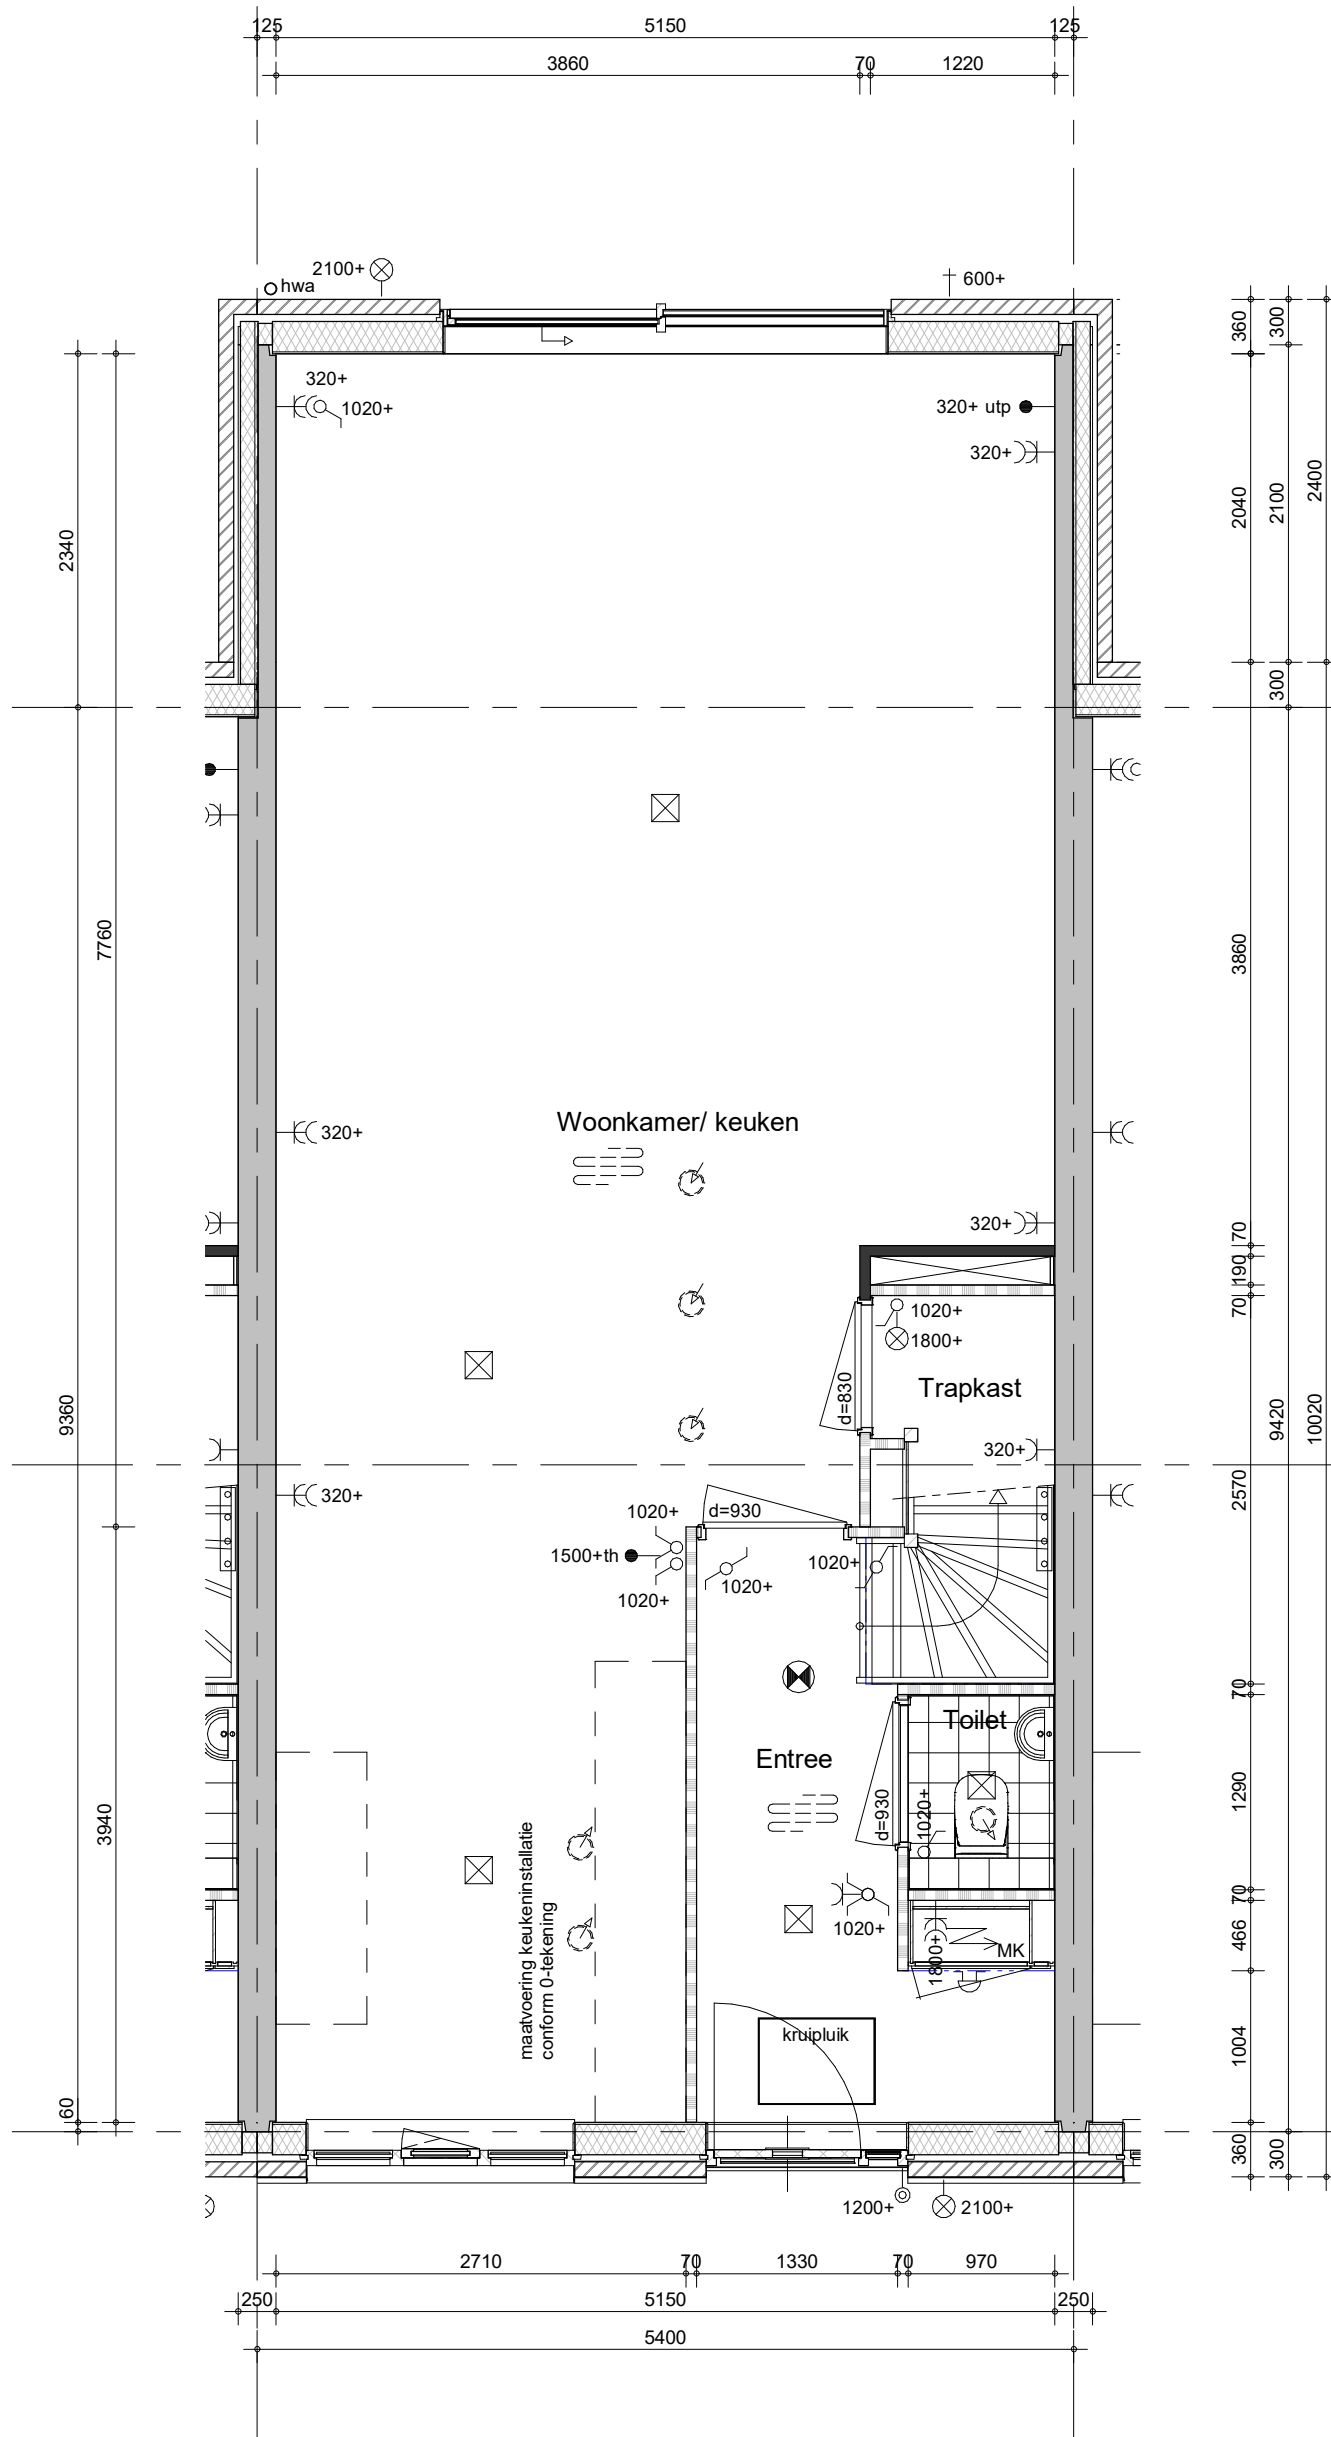 125 5150 125
3860 70 1220
2100+
hwa
600+
360
300
320+
1020+
320+ utp
320+
2340
2040
2100
2400
300
7760
3860
Woonkamer/ keuken
320+
320+
70
190
70
1020+
1800+
d=830
Trapkast
9360
9420
10020
320+
2570
320+
1020+
d=930
1500+th
1020+
1020+
1020+
70
Toilet
Entree
1290
d=930
1020+
3940
maatvoering keukeninstallatie
conform 0-tekening
70
1020+
466
1800+
MK
kruipluik
1004
60
360
300
1200+
2100+
2710 70 1330 70 970
250 5150 250
5400